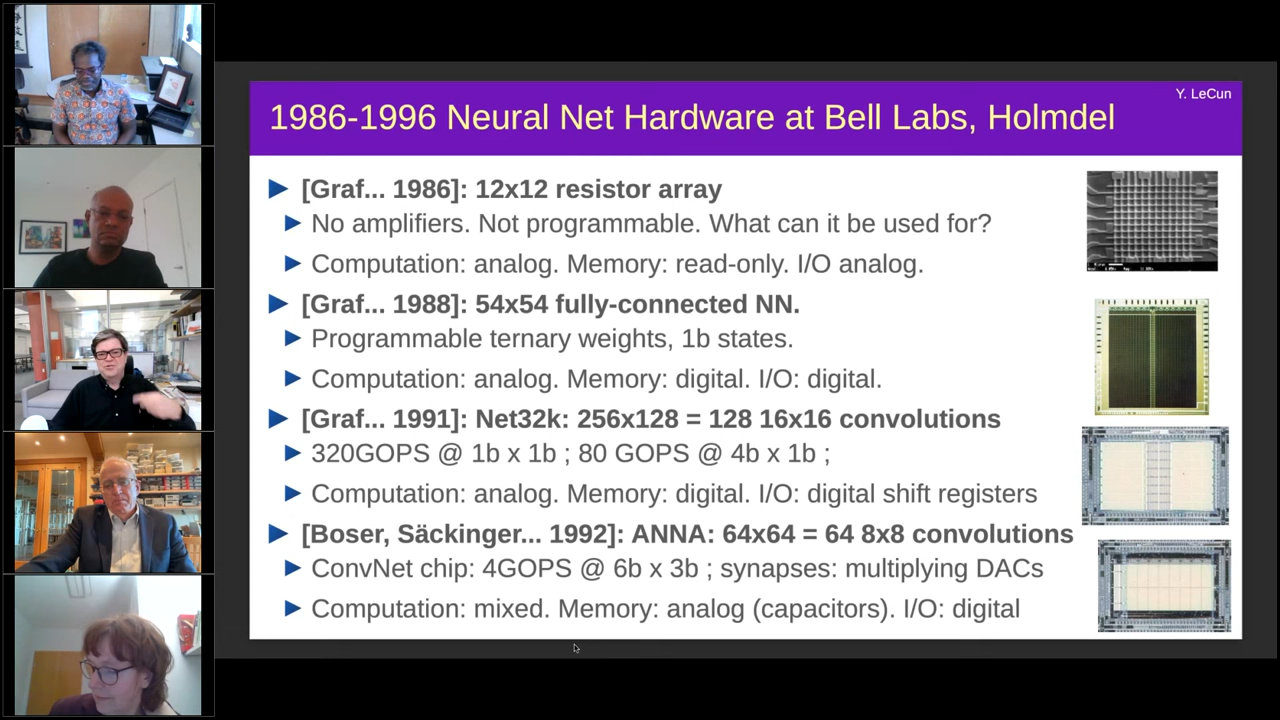 Y. LeCun
1986-1996 Neural Net Hardware at Bell Labs, Holmdel
[Graf... 1986]: 12x12 resistor array
No amplifiers. Not programmable. What can it be used for?
Computation: analog. Memory: read-only. I/O analog.
[Graf... 1988]: 54x54 fully-connected NN.
Programmable ternary weights, 1b states.
Computation: analog. Memory: digital. I/O: digital.
[Graf... 1991]: Net32k: 256x128 = 128 16x16 convolutions
320GOPS @ 1b x 1b ; 80 GOPS @ 4b x 1b ;
Computation: analog. Memory: digital. I/O: digital shift registers
[Boser, Säckinger... 1992]: ANNA: 64x64 = 64 8x8 convolutions
ConvNet chip: 4GOPS @ 6b x 3b ; synapses: multiplying DACs
Computation: mixed. Memory: analog (capacitors). I/O: digital